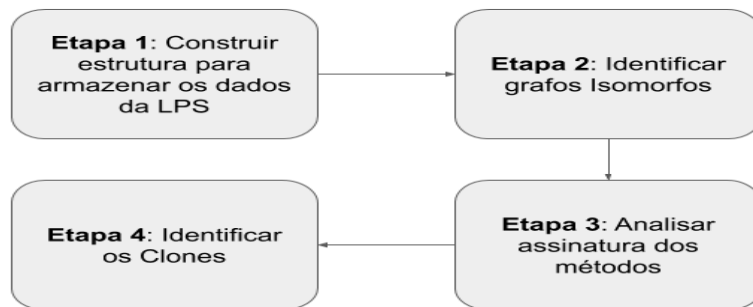 Etapa 1: Construir
estrutura para
armazenar os dados
da LPS
Etapa 2: Identificar
grafos Isomorfos
Etapa 3: Analisar
assinatura dos
métodos
Etapa 4: Identificar
os Clones